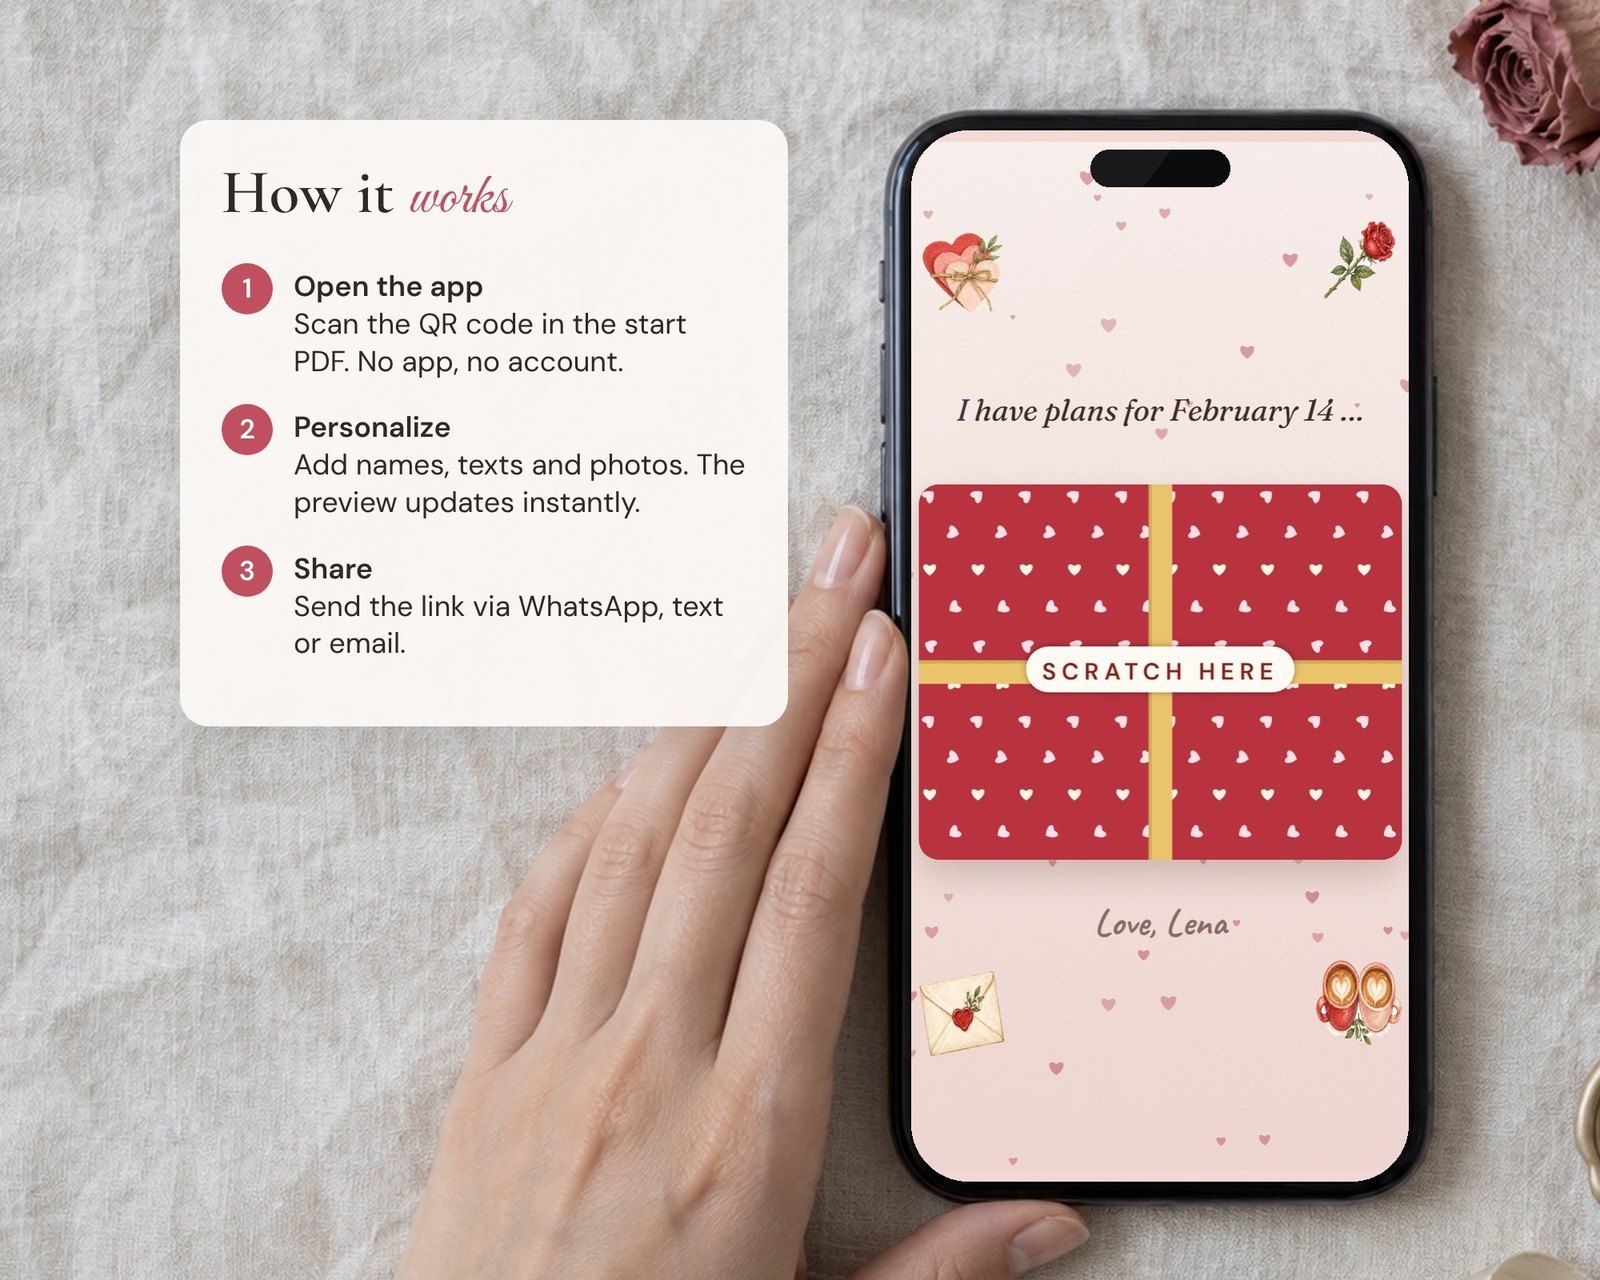 How it works
1
Open the app
Scan the QR code in the start
PDF. No app, no account.
2
Personalize
Add names, texts and photos. The
preview updates instantly.
3
Share
Send the link via WhatsApp, text
or email.
I have plans for February 14 ...
SCRATCH HERE
Love, Lena